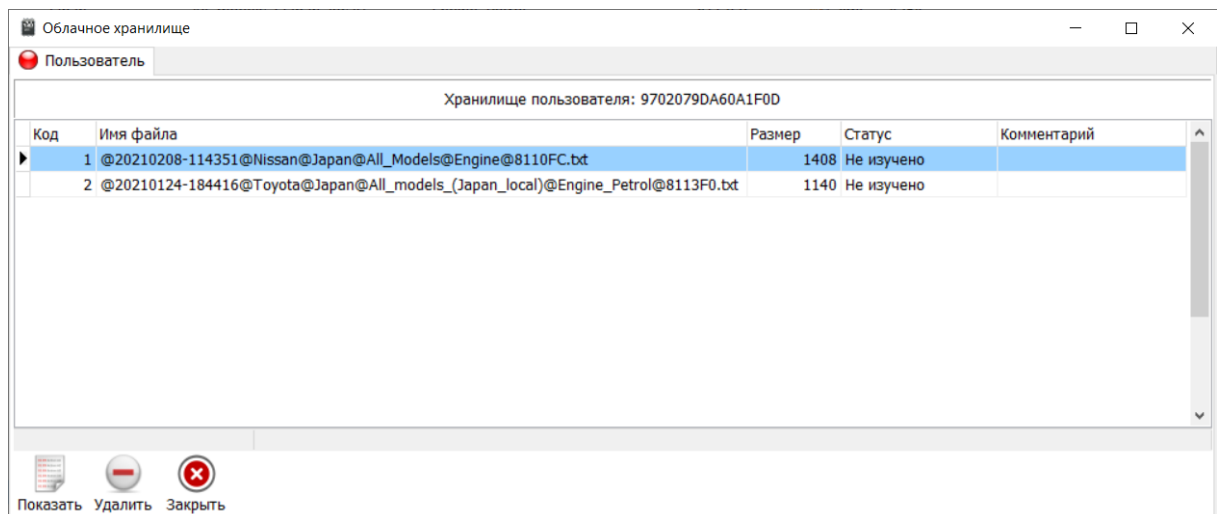 Облачное хранилище
Пользователь
Хранилище пользователя: 9702079DA60A1F0D
Код Имя файла Размер Статус Комментарий
1 @20210208-114351@Nissan@Japan@All_Models@Engine@8110FC.txt 1408 Не изучено
2 @20210124-184416@Toyota@Japan@All_models_(Japan_local)@Engine_Petrol@8113F0.txt 1140 Не изучено
Показать Удалить Закрыть